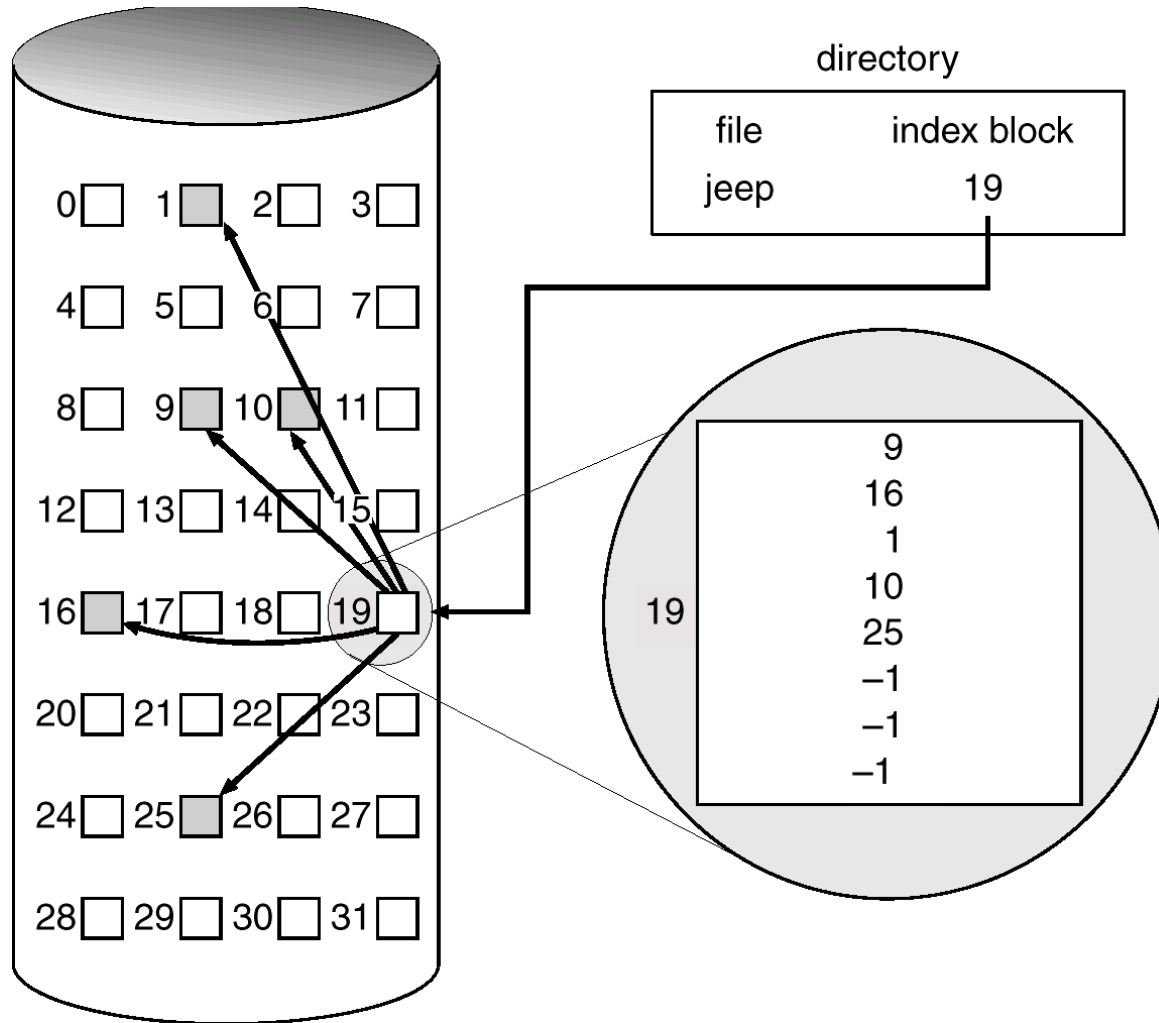 directory
file index block
jeep 19
0 1 2 3
4 5 6 7
8 9 10 11
12 13 14 15
16 17 18 19
20 21 22 23
24 25 26 27
28 29 30 31
19
9
16
1
10
25
–1
–1
–1